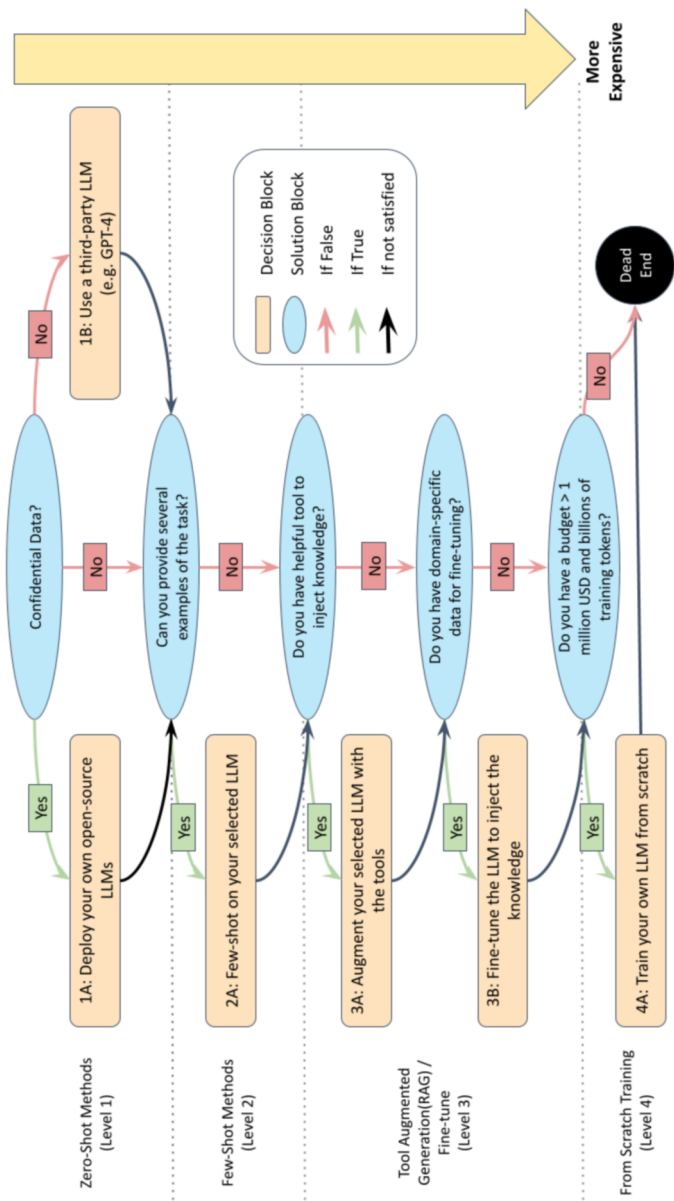 Zero-Shot Methods
(Level 1)
Confidential Data?
Yes
No
1A: Deploy your own open-source
LLMs
No
1B: Use a third-party LLM
(e.g. GPT-4)
Few-Shot Methods
(Level 2)
Can you provide several
examples of the task?
Yes
2A: Few-shot on your selected LLM
No
Tool Augmented
Generation(RAG) /
Fine-tune
(Level 3)
Do you have helpful tool to
inject knowledge?
Yes
3A: Augment your selected LLM with
the tools
No
Do you have domain-specific
data for fine-tuning?
Yes
3B: Fine-tune the LLM to inject the
knowledge
No
From Scratch Training
(Level 4)
Do you have a budget > 1
million USD and billions of
training tokens?
Yes
4A: Train your own LLM from scratch
No
Dead
End
Decision Block
Solution Block
If False
If True
If not satisfied
More
Expensive